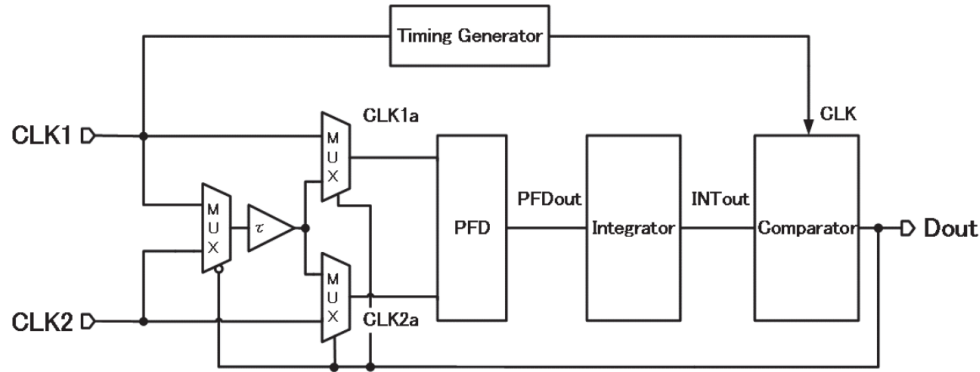 Timing Generator
CLK1a
CLK
CLK1
MUX
MUX
τ
PFD
PFDout
Integrator
INTout
Comparator
Dout
MUX
CLK2
CLK2a